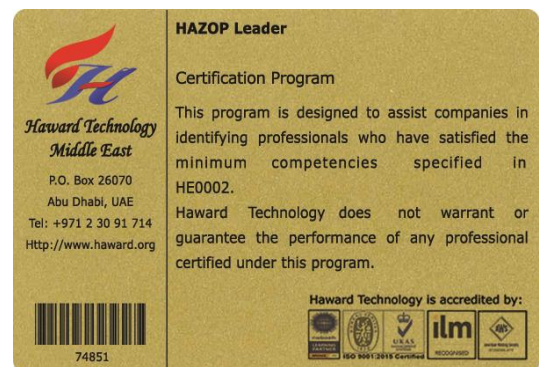 HAZOP Leader
Certification Program
This program is designed to assist companies in
identifying professionals who have satisfied the
minimum competencies specified in
HE0002.
Haward Technology does not warrant or
guarantee the performance of any professional
certified under this program.
Haward Technology is accredited by:
UKAS
ilm
RECOGNISED
ISO 9001:2015 Certified
H
Haward Technology
Middle East
P.O. Box 26070
Abu Dhabi, UAE
Tel: +971 2 30 91 714
Http://www.haward.org
74851